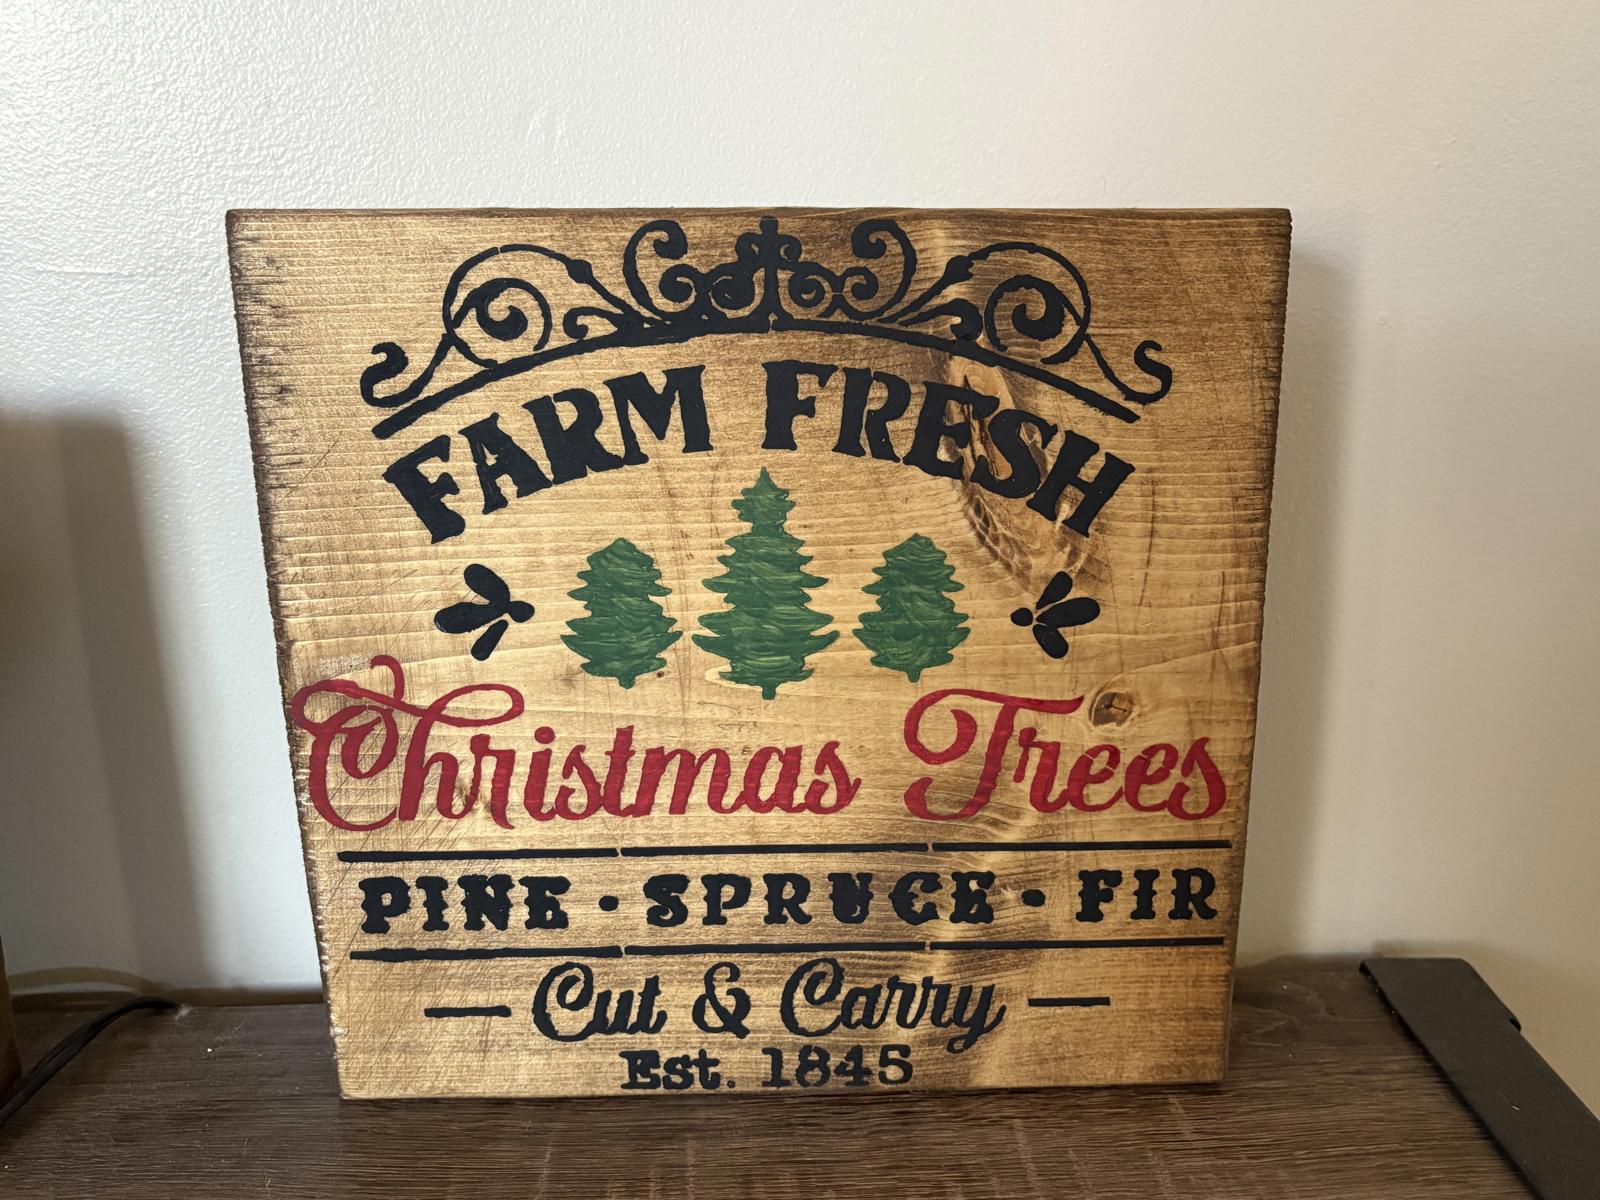 FARM FRESH
Christmas Trees
PINE · SPRUCE · FIR
— Cut & Carry —
Est. 1845